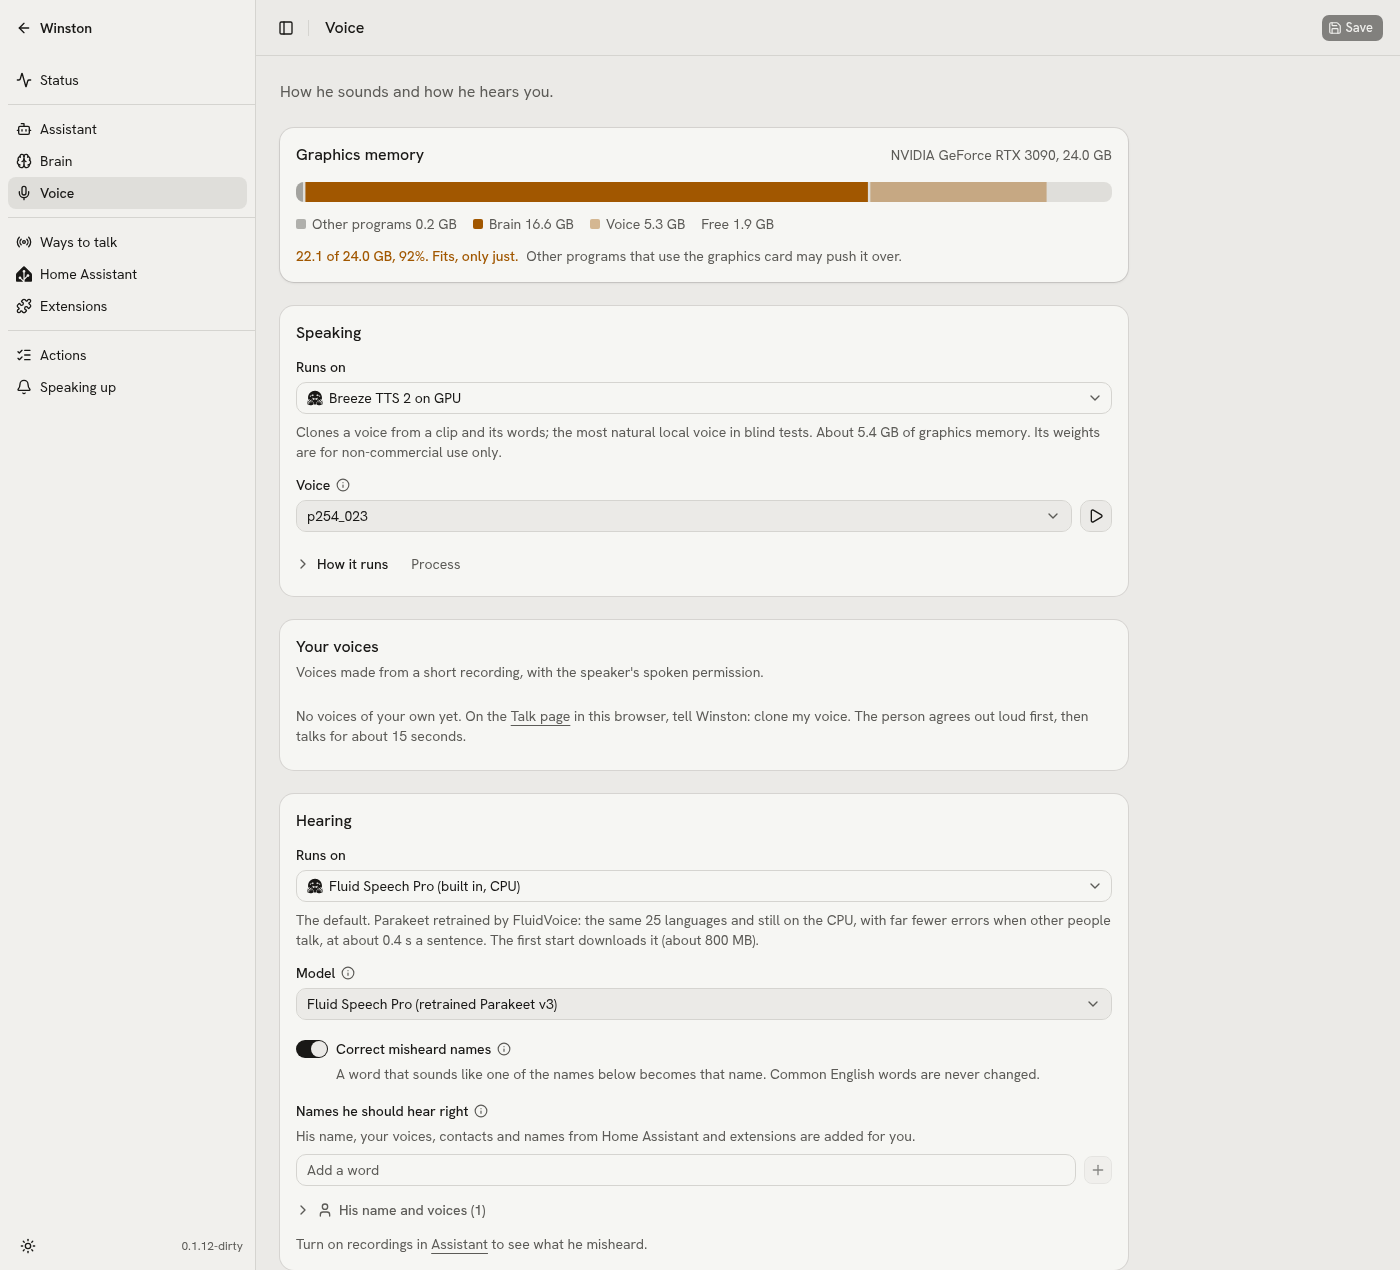 Winston
Status
Assistant
Brain
Voice
Ways to talk
Home Assistant
Extensions
Actions
Speaking up
0.1.12-dirty
Voice
Save
How he sounds and how he hears you.
Graphics memory
NVIDIA GeForce RTX 3090, 24.0 GB
Other programs 0.2 GB Brain 16.6 GB Voice 5.3 GB Free 1.9 GB
22.1 of 24.0 GB, 92%. Fits, only just. Other programs that use the graphics card may push it over.
Speaking
Runs on
Breeze TTS 2 on GPU
Clones a voice from a clip and its words; the most natural local voice in blind tests. About 5.4 GB of graphics memory. Its weights
are for non-commercial use only.
Voice
p254_023
How it runs Process
Your voices
Voices made from a short recording, with the speaker's spoken permission.
No voices of your own yet. On the Talk page in this browser, tell Winston: clone my voice. The person agrees out loud first, then
talks for about 15 seconds.
Hearing
Runs on
Fluid Speech Pro (built in, CPU)
The default. Parakeet retrained by FluidVoice: the same 25 languages and still on the CPU, with far fewer errors when other people
talk, at about 0.4 s a sentence. The first start downloads it (about 800 MB).
Model
Fluid Speech Pro (retrained Parakeet v3)
Correct misheard names
A word that sounds like one of the names below becomes that name. Common English words are never changed.
Names he should hear right
His name, your voices, contacts and names from Home Assistant and extensions are added for you.
Add a word
His name and voices (1)
Turn on recordings in Assistant to see what he misheard.